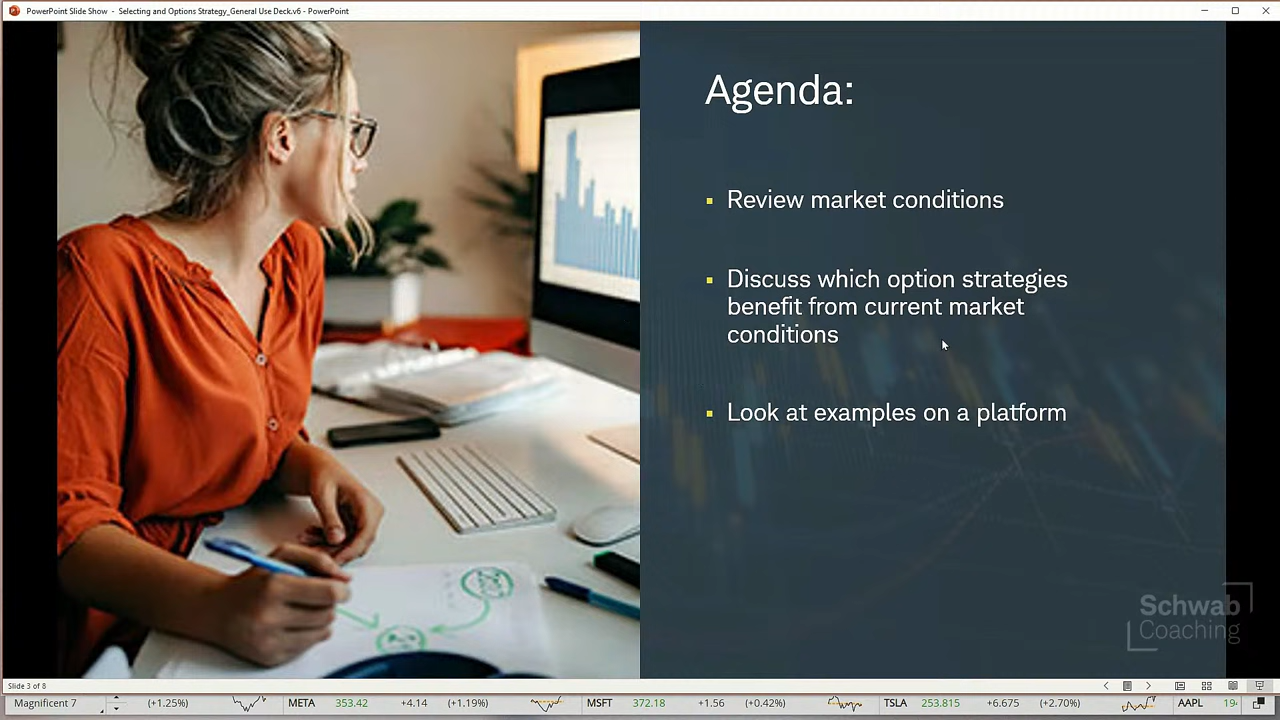 PowerPoint Slide Show - Selecting and Options Strategy_General Use Deck.v6 - PowerPoint
Agenda:
Review market conditions
Discuss which option strategies
benefit from current market
conditions
Look at examples on a platform
Schwab
Coaching
Slide 3 of 8
Magnificent 7 (+1.25%) META 353.42 +4.14 (+1.19%) MSFT 372.18 +1.56 (+0.42%) TSLA 253.815 +6.675 (+2.70%) AAPL